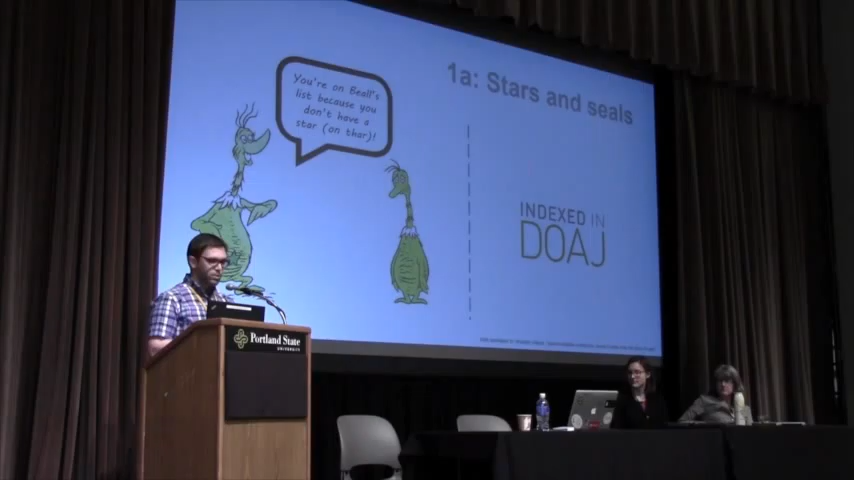 1a: Stars and seals
You're on Beall's
list because you
don't have a
star (on thar)!
INDEXED IN
DOAJ
Portland State
UNIVERSITY